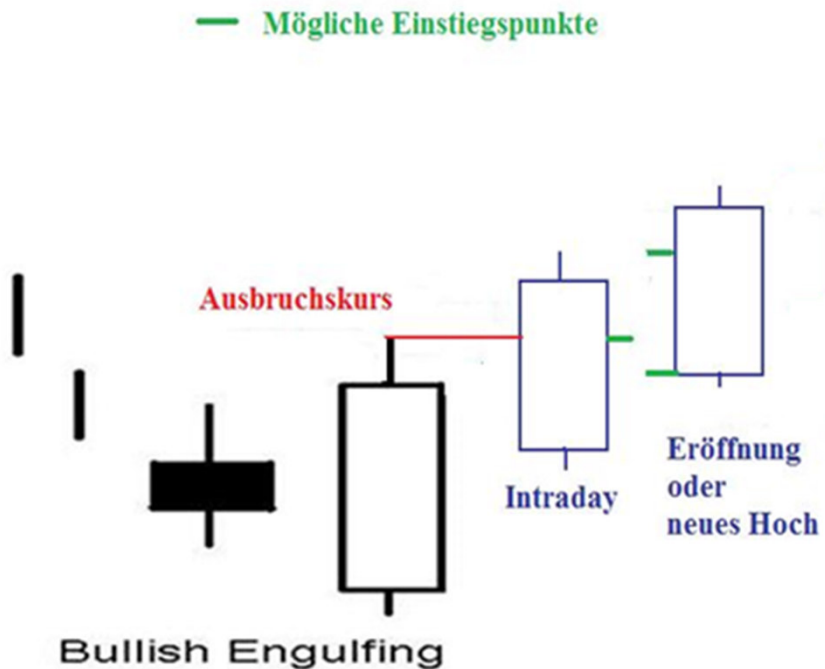 Mögliche Einstiegspunkte
Ausbruchskurs
Intraday
Eröffnung
oder
neues Hoch
Bullish Engulfing